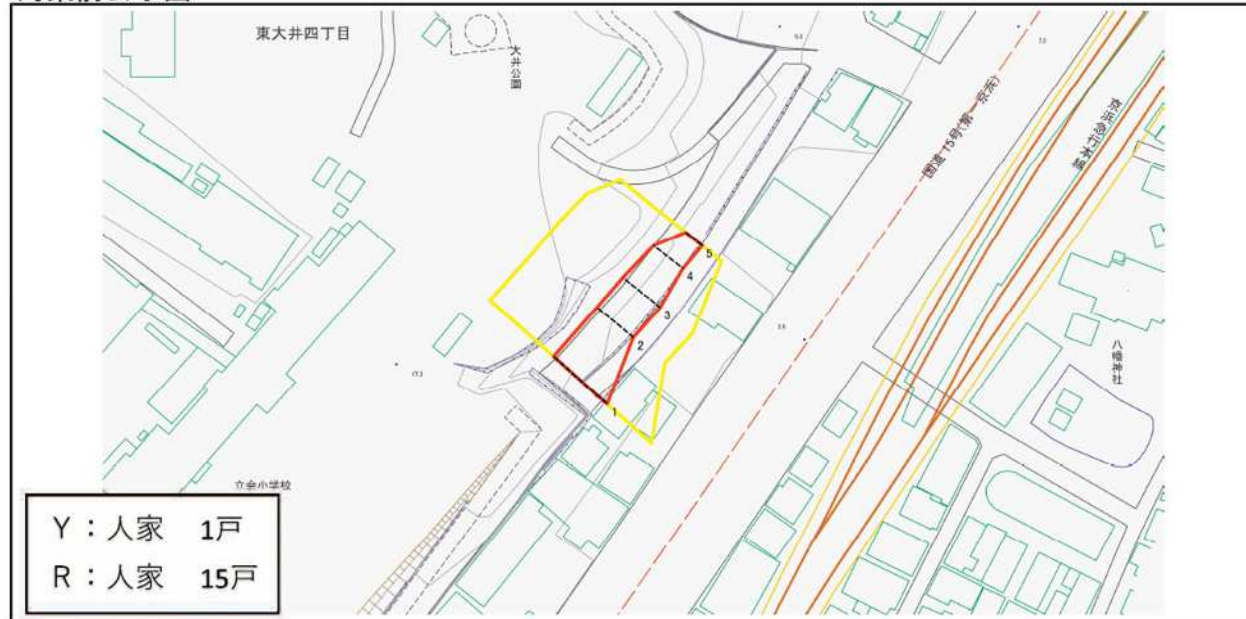 東大井四丁目
大井公園
国道15号(第一京浜)
京浜急行本線
八幡神社
5
4
3
2
1
立会小学校
Y：人家 1戸
R：人家 15戸